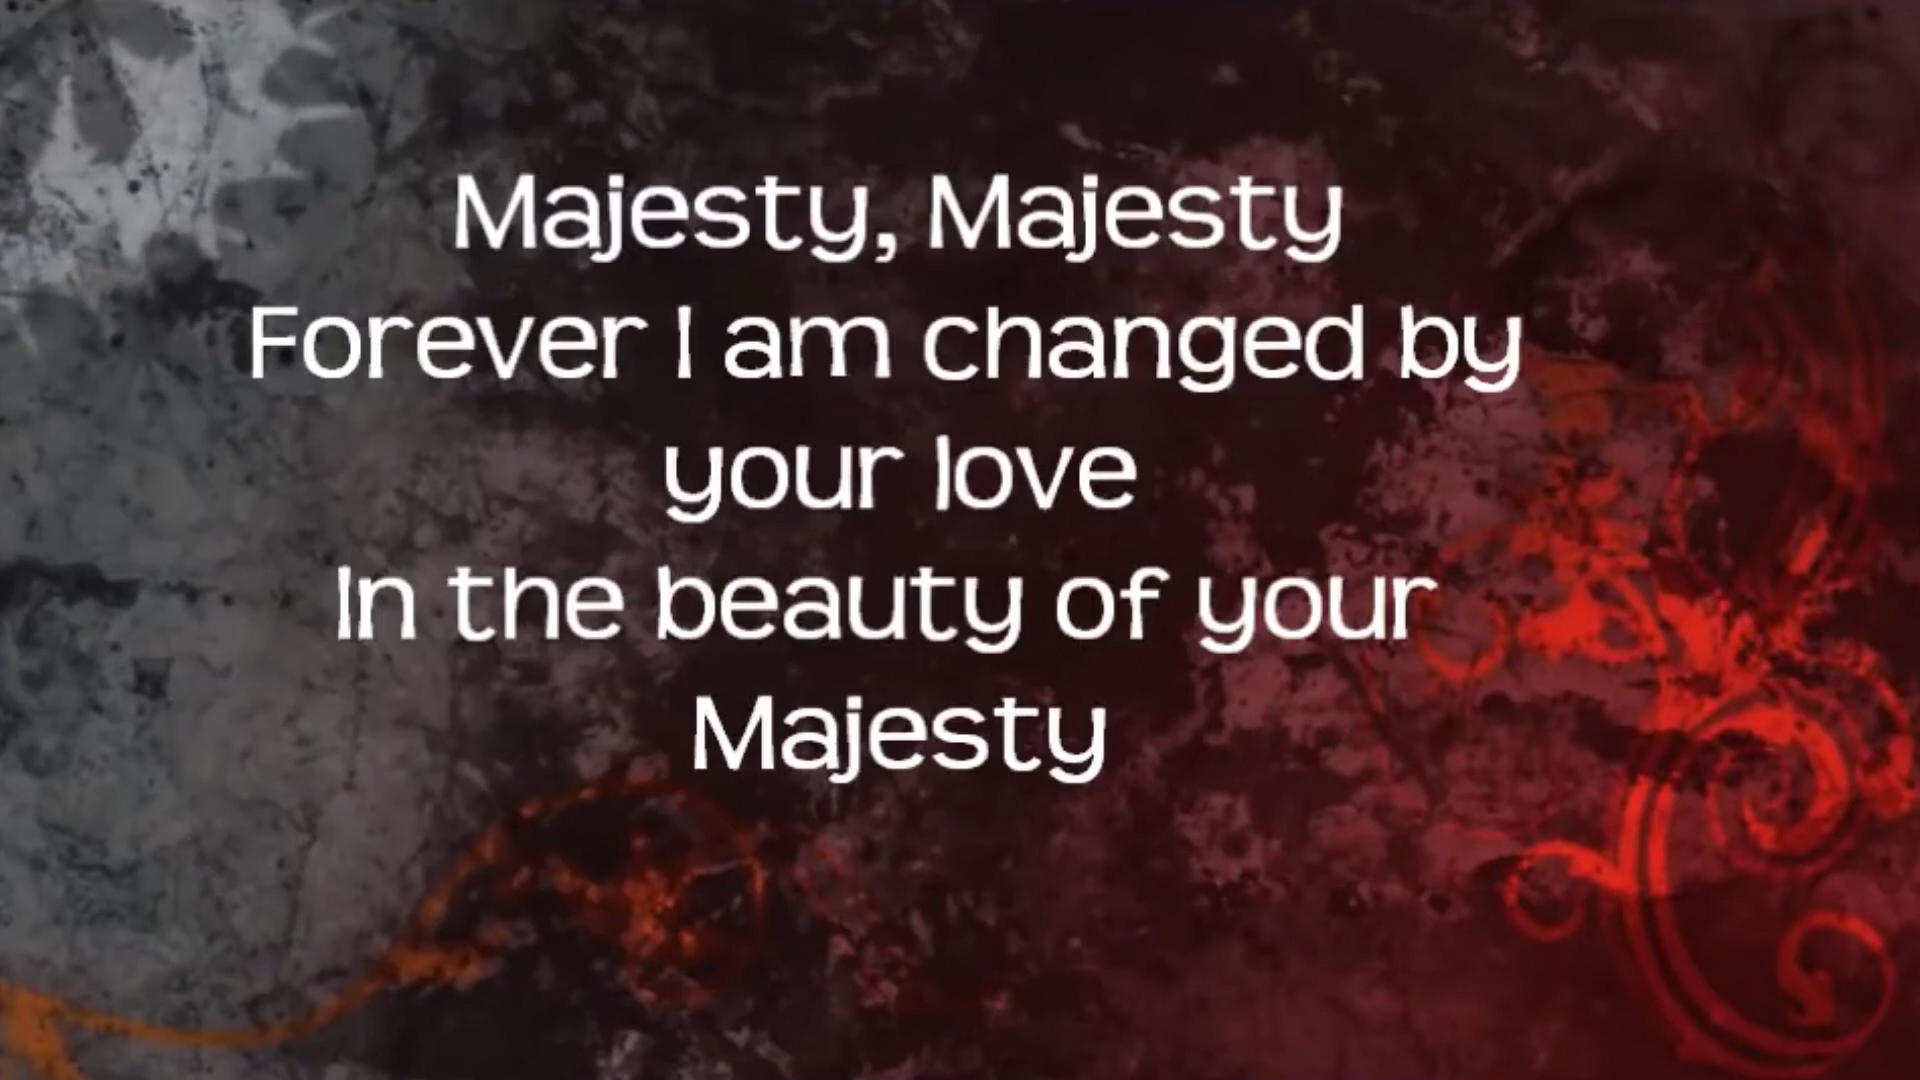 Majesty, Majesty
Forever I am changed by
your love
In the beauty of your
Majesty